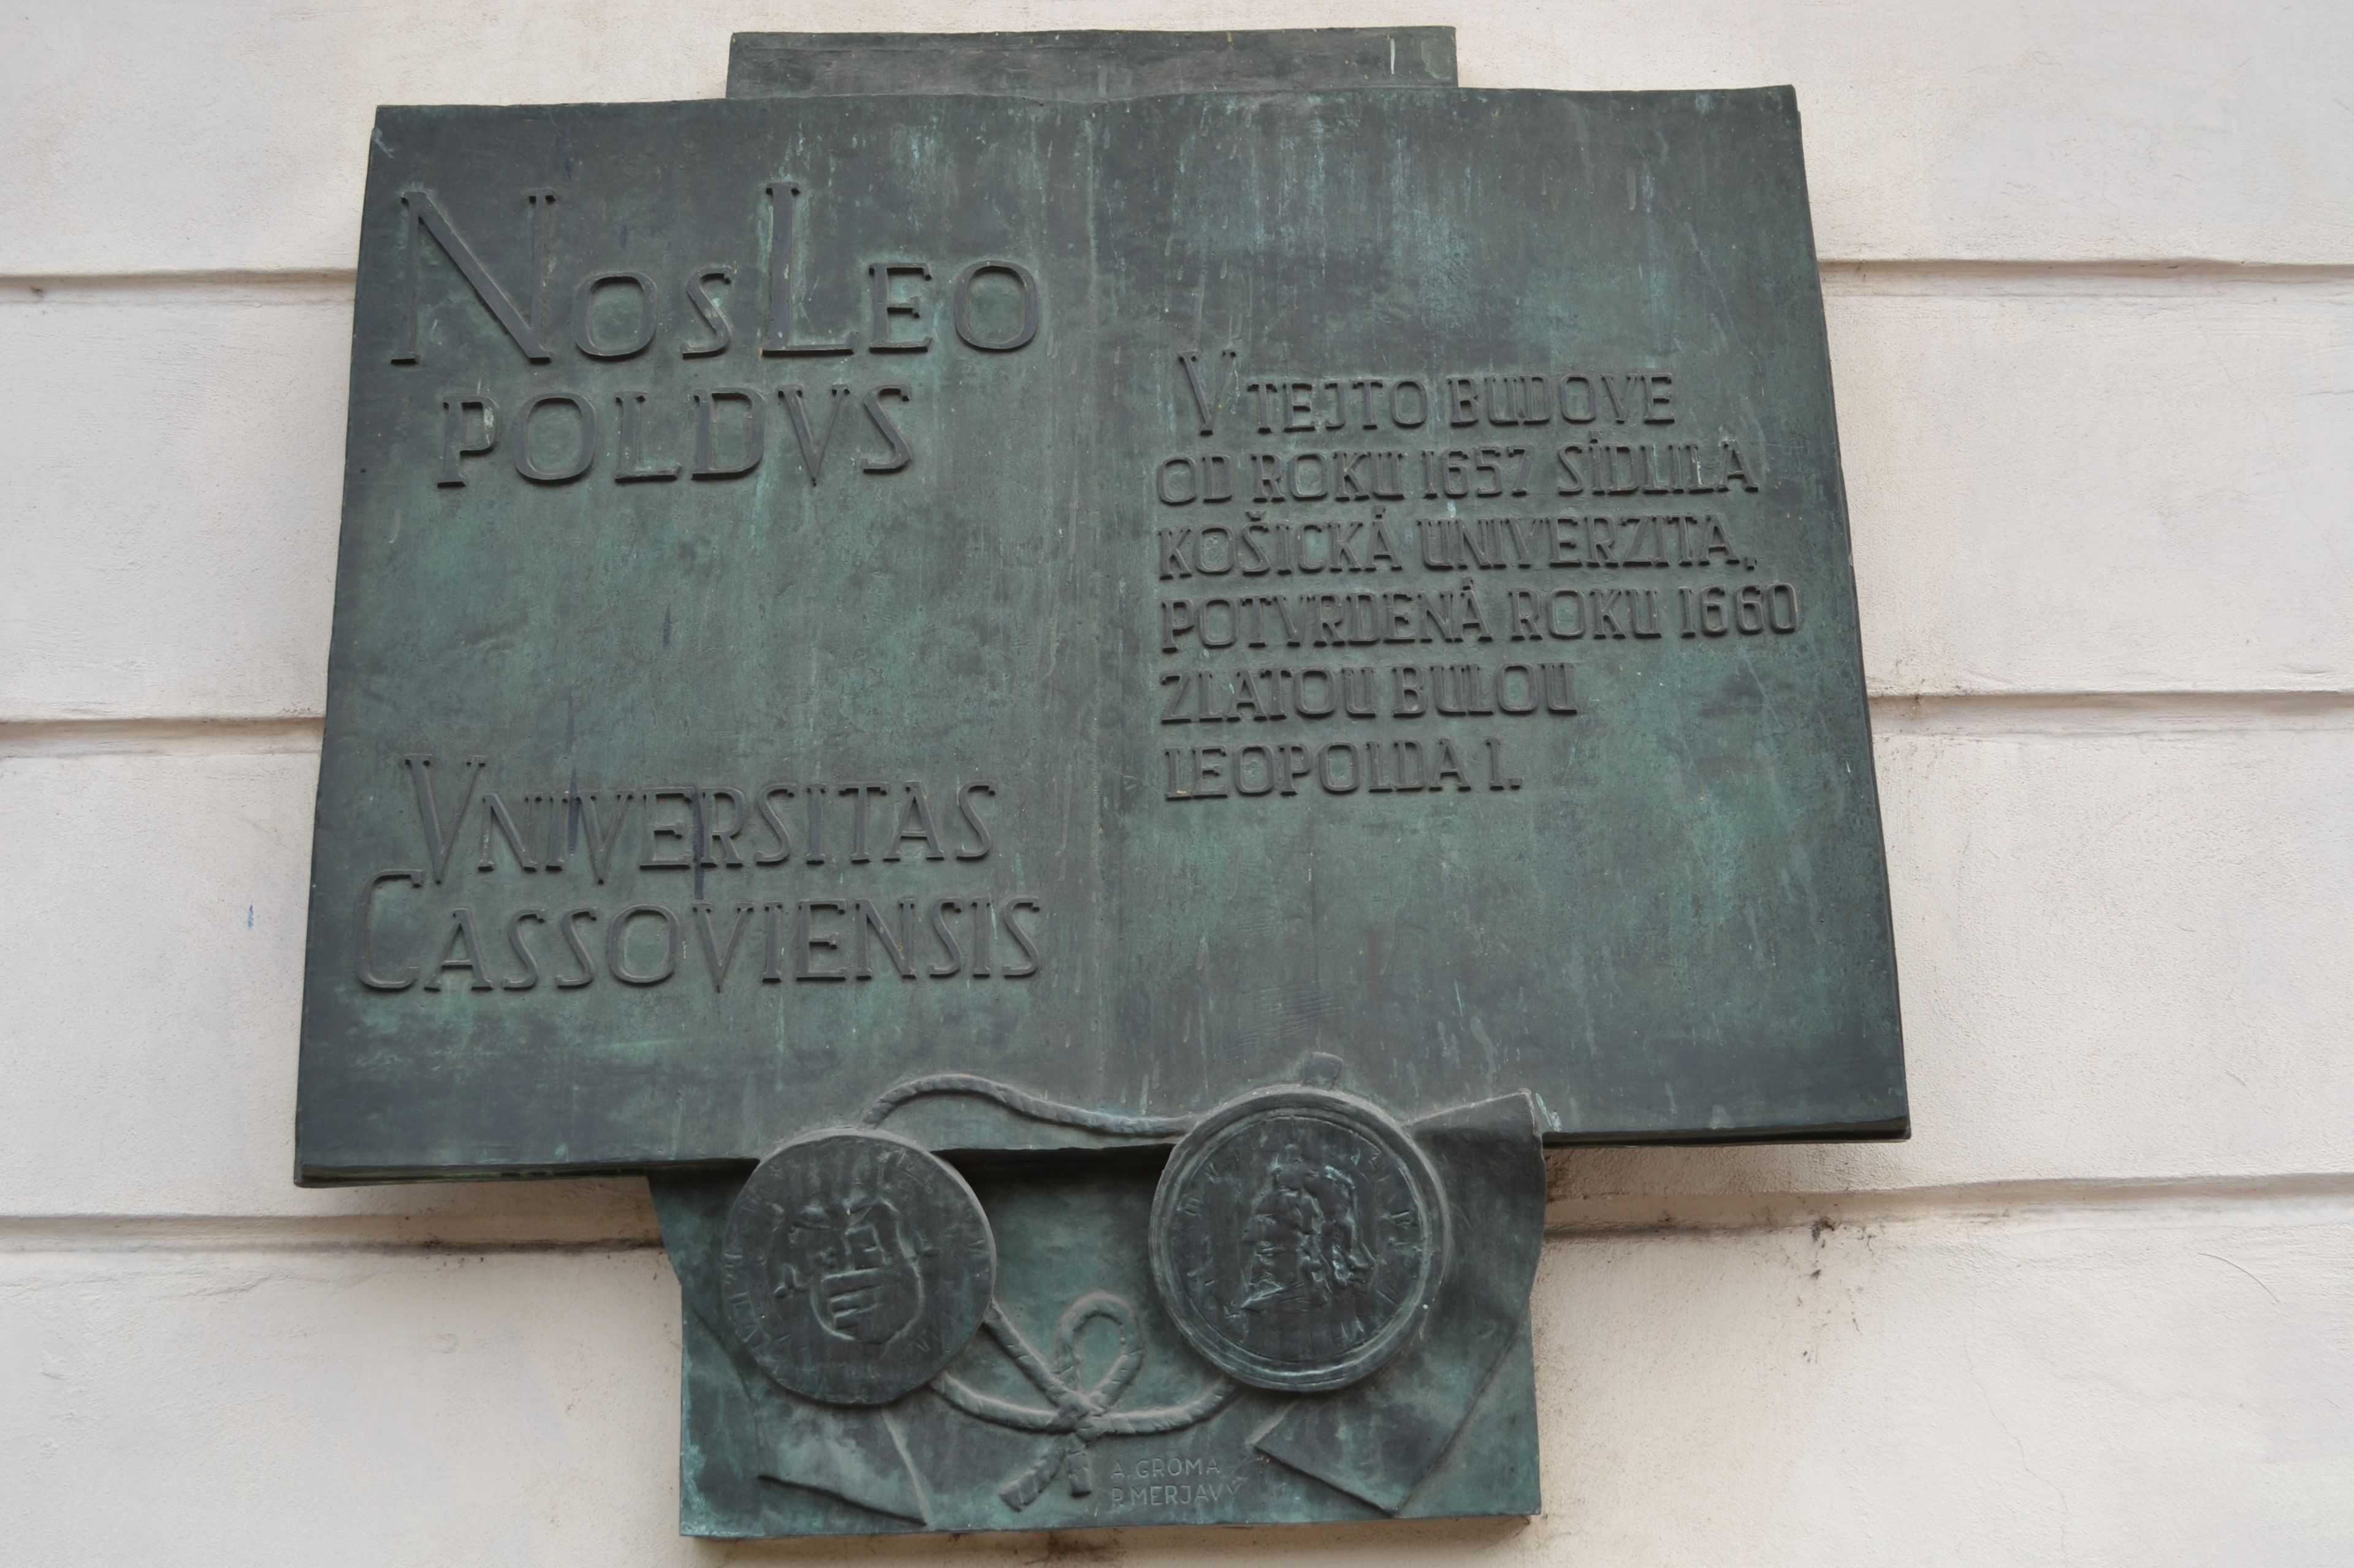 NOS LEO
POLDVS
VNIVERSITAS
CASSOVIENSIS
V TEJTO BUDOVE
OD ROKU 1657 SÍDLILA
KOŠICKÁ UNIVERZITA,
POTVRDENÁ ROKU 1660
ZLATOU BULOU
LEOPOLDA I.
A. GROMA
P. MERJAVÝ